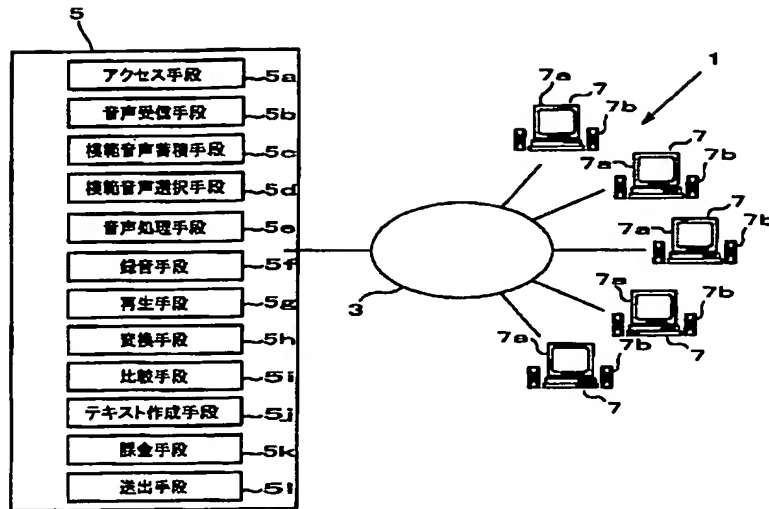 5
アクセス手段 5a
音声受信手段 5b
模範音声蓄積手段 5c
模範音声選択手段 5d
音声処理手段 5e
録音手段 5f
再生手段 5g
変換手段 5h
比較手段 5i
テキスト作成手段 5j
課金手段 5k
送出手段 5l
3
1
7a 7 7b
7a 7 7b
7a 7 7b
7a 7b 7
7a 7b 7